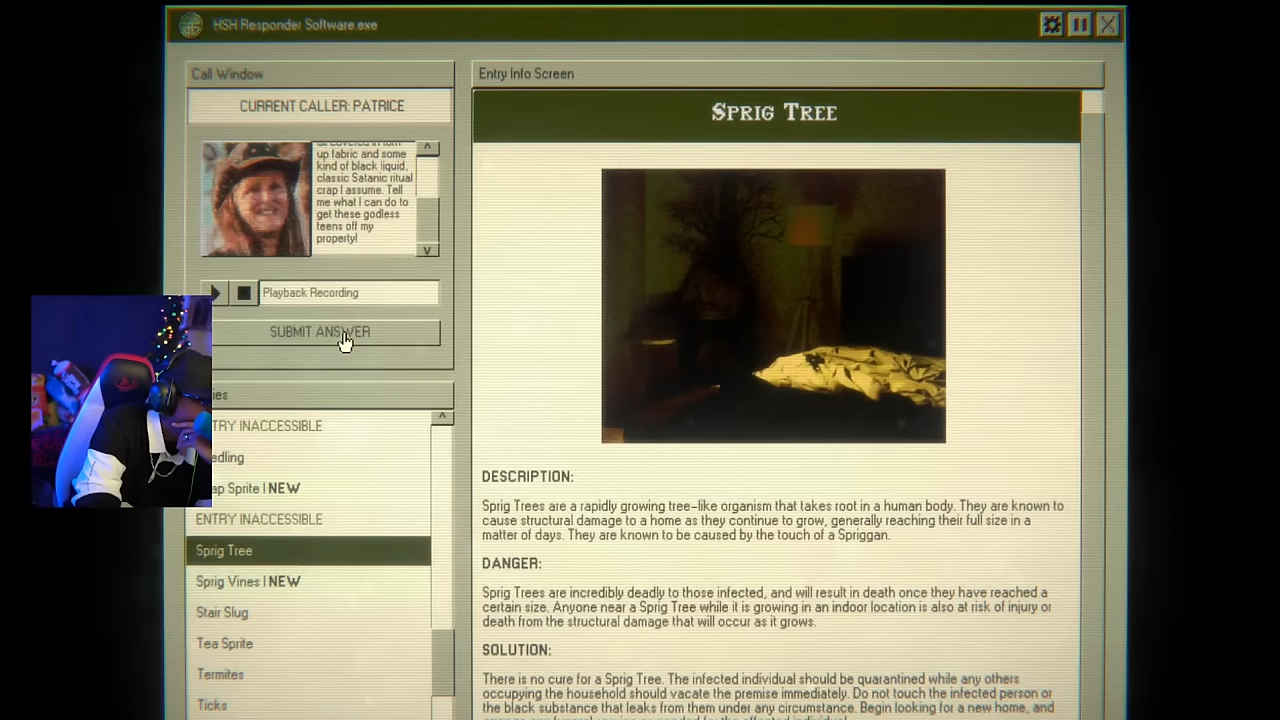 HSH Responder Software.exe
Call Window
Entry Info Screen
CURRENT CALLER: PATRICE
SPRIG TREE
up fabric and some
kind of black liquid,
classic Satanic ritual
crap I assume. Tell
me what I can do to
get these godless
teens off my
property!
Playback Recording
SUBMIT ANSWER
ENTRY INACCESSIBLE
Sprite | NEW
ENTRY INACCESSIBLE
Sprig Tree
Sprig Vines | NEW
Stair Slug
Tea Sprite
Termites
Ticks
DESCRIPTION:
Sprig Trees are a rapidly growing tree-like organism that takes root in a human body. They are known to
cause structural damage to a home as they continue to grow, generally reaching their full size in a
matter of days. They are known to be caused by the touch of a Spriggan.
DANGER:
Sprig Trees are incredibly deadly to those infected, and will result in death once they have reached a
certain size. Anyone near a Sprig Tree while it is growing in an indoor location is also at risk of injury or
death from the structural damage that will occur as it grows.
SOLUTION:
There is no cure for a Sprig Tree. The infected individual should be quarantined while any others
occupying the household should vacate the premise immediately. Do not touch the infected person or
the black substance that leaks from them under any circumstance. Begin looking for a new home, and